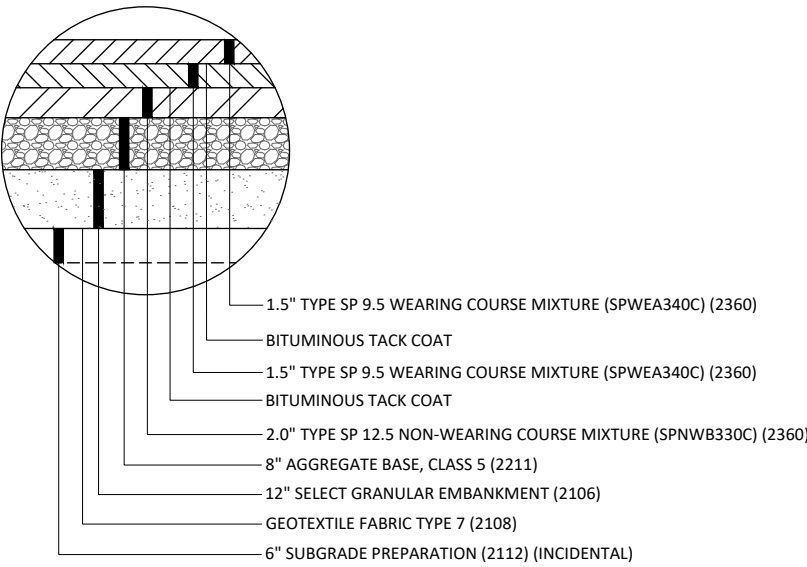 1.5" TYPE SP 9.5 WEARING COURSE MIXTURE (SPWEA340C) (2360)
BITUMINOUS TACK COAT
1.5" TYPE SP 9.5 WEARING COURSE MIXTURE (SPWEA340C) (2360)
BITUMINOUS TACK COAT
2.0" TYPE SP 12.5 NON-WEARING COURSE MIXTURE (SPNWB330C) (2360)
8" AGGREGATE BASE, CLASS 5 (2211)
12" SELECT GRANULAR EMBANKMENT (2106)
GEOTEXTILE FABRIC TYPE 7 (2108)
6" SUBGRADE PREPARATION (2112) (INCIDENTAL)